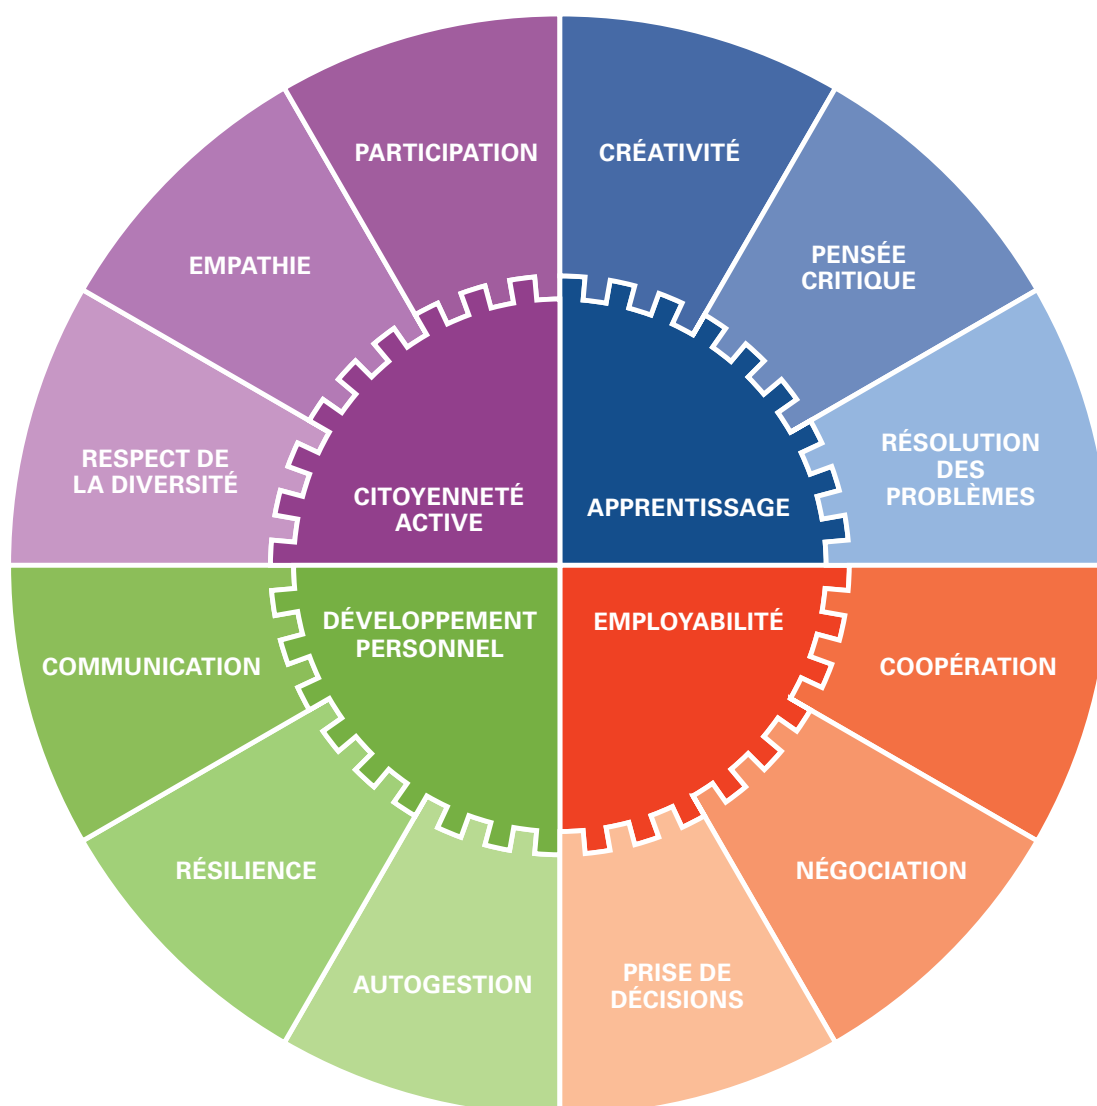 PARTICIPATION
CRÉATIVITÉ
EMPATHIE
PENSÉE
CRITIQUE
RESPECT DE
LA DIVERSITÉ
RÉSOLUTION
DES
PROBLÈMES
CITOYENNETÉ
ACTIVE
APPRENTISSAGE
DÉVELOPPEMENT
PERSONNEL
EMPLOYABILITÉ
COMMUNICATION
COOPÉRATION
RÉSILIENCE
NÉGOCIATION
AUTOGESTION
PRISE DE
DÉCISIONS